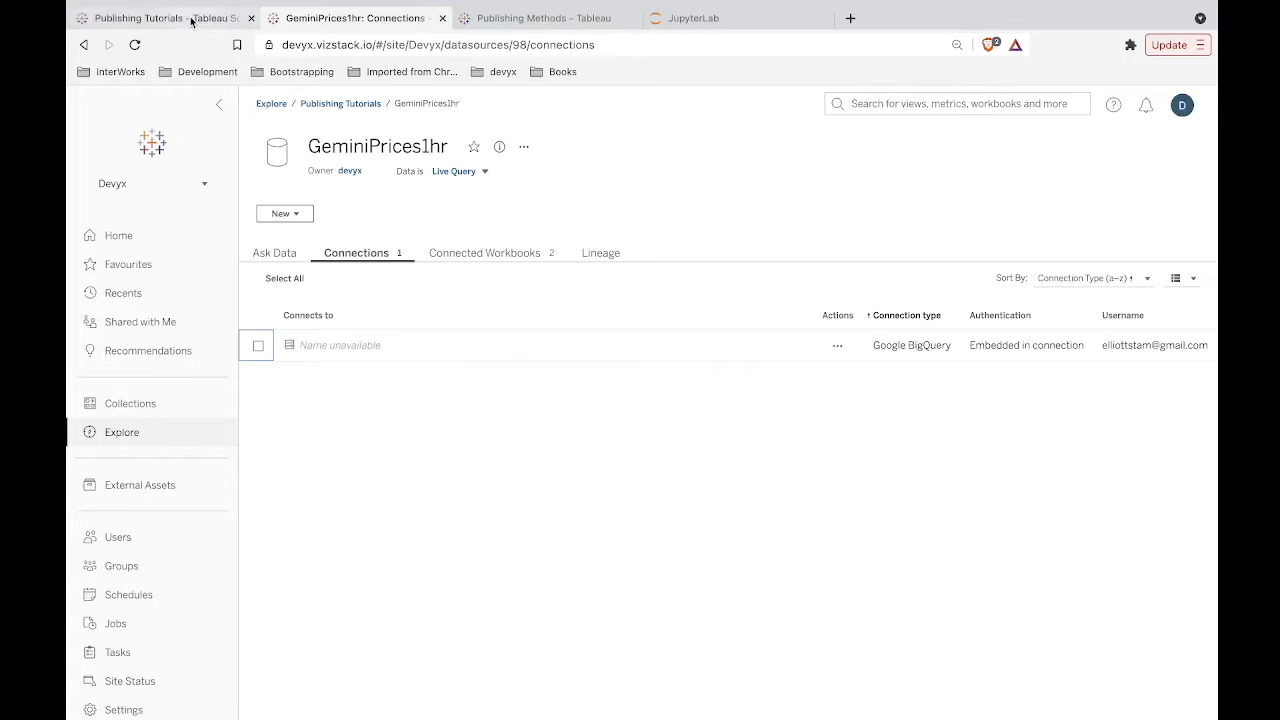 Publishing Tutorials - Tableau Se
GeminiPrices1hr: Connections -
Publishing Methods - Tableau
JupyterLab
devyx.vizstack.io/#/site/Devyx/datasources/98/connections
2
Update
InterWorks
Development
Bootstrapping
Imported from Chr...
devyx
Books
Explore / Publishing Tutorials / GeminiPrices1hr
Search for views, metrics, workbooks and more
D
GeminiPrices1hr
Owner devyx Data is Live Query
Devyx
New
Home
Favourites
Recents
Shared with Me
Recommendations
Collections
Explore
External Assets
Users
Groups
Schedules
Jobs
Tasks
Site Status
Settings
Ask Data Connections 1 Connected Workbooks 2 Lineage
Select All Sort By: Connection Type (a–z) ↑
Connects to Actions ↑ Connection type Authentication Username
Name unavailable ... Google BigQuery Embedded in connection elliottstam@gmail.com